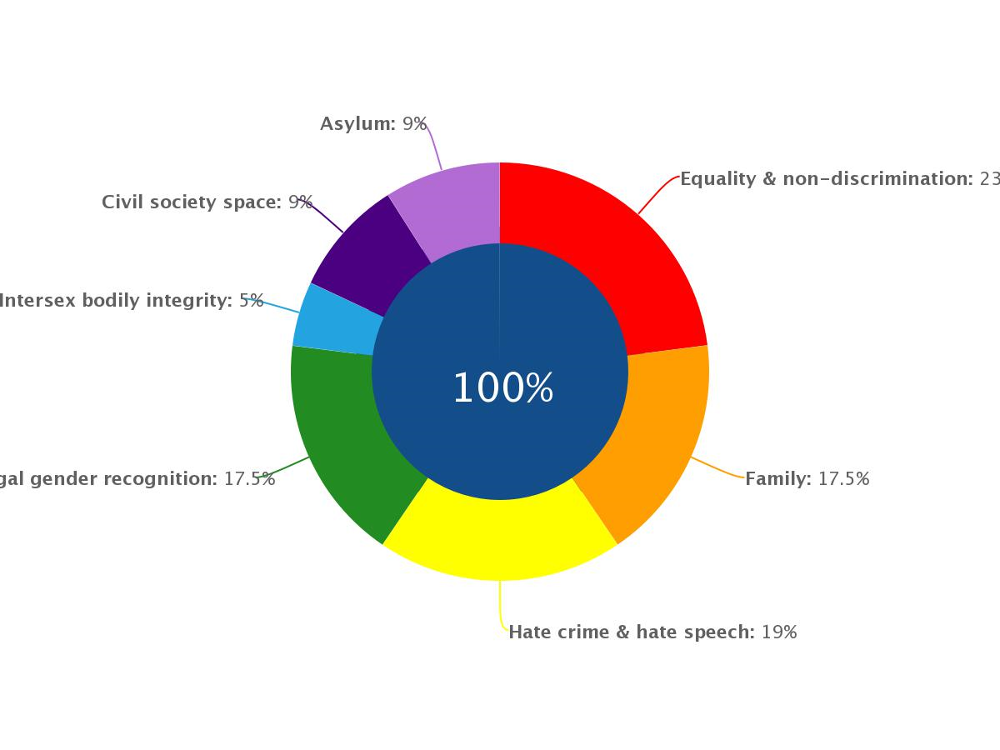 Asylum: 9%
Equality & non-discrimination: 23
Civil society space: 9%
Intersex bodily integrity: 5%
100%
gal gender recognition: 17.5%
Family: 17.5%
Hate crime & hate speech: 19%